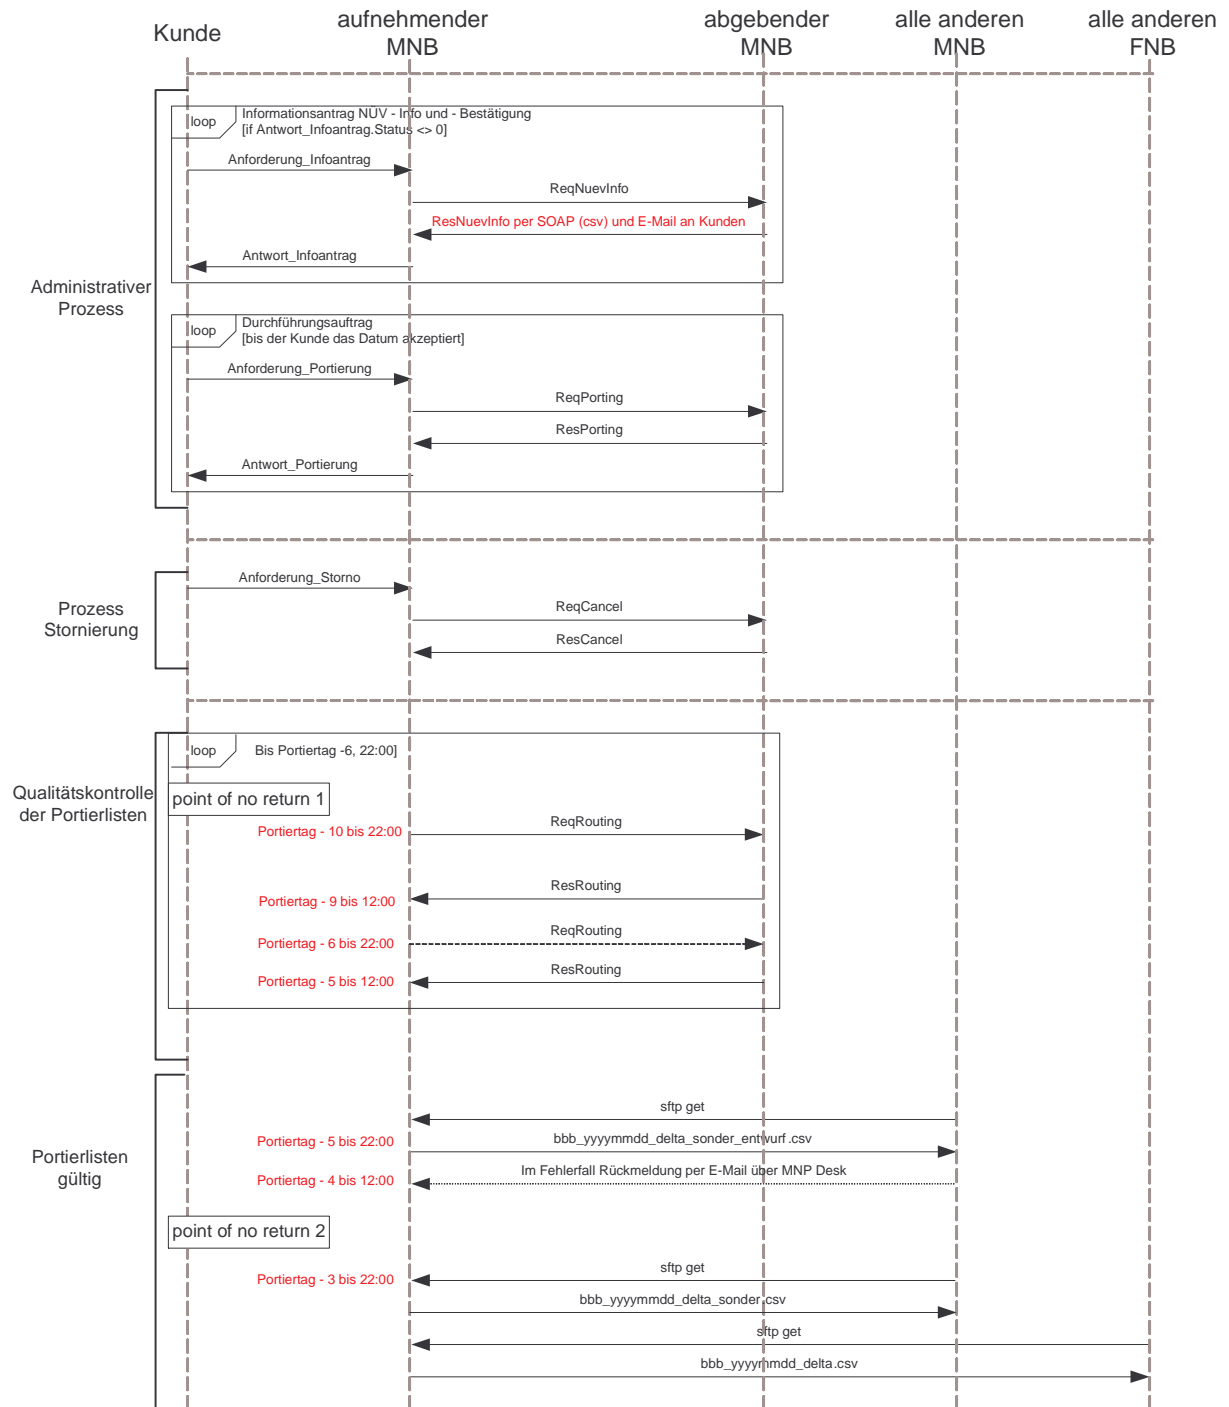 Kunde
aufnehmender
MNB
abgebender
MNB
alle anderen
MNB
alle anderen
FNB
Administrativer
Prozess
loop
Informationsantrag NÜV - Info und - Bestätigung
[if Antwort_Infoantrag.Status <> 0]
Anforderung_Infoantrag
ReqNuevInfo
ResNuevInfo per SOAP (csv) und E-Mail an Kunden
Antwort_Infoantrag
loop
Durchführungsauftrag
[bis der Kunde das Datum akzeptiert]
Anforderung_Portierung
ReqPorting
ResPorting
Antwort_Portierung
Prozess
Stornierung
Anforderung_Storno
ReqCancel
ResCancel
Qualitätskontrolle
der Portierlisten
loop
Bis Portiertag -6, 22:00]
point of no return 1
Portiertag - 10 bis 22:00
ReqRouting
Portiertag - 9 bis 12:00
ResRouting
Portiertag - 6 bis 22:00
ReqRouting
Portiertag - 5 bis 12:00
ResRouting
Portierlisten
gültig
sftp get
Portiertag - 5 bis 22:00
bbb_yyyymmdd_delta_sonder_entwurf.csv
Portiertag - 4 bis 12:00
Im Fehlerfall Rückmeldung per E-Mail über MNP Desk
point of no return 2
Portiertag - 3 bis 22:00
sftp get
bbb_yyyymmdd_delta_sonder.csv
sftp get
bbb_yyyymmdd_delta.csv